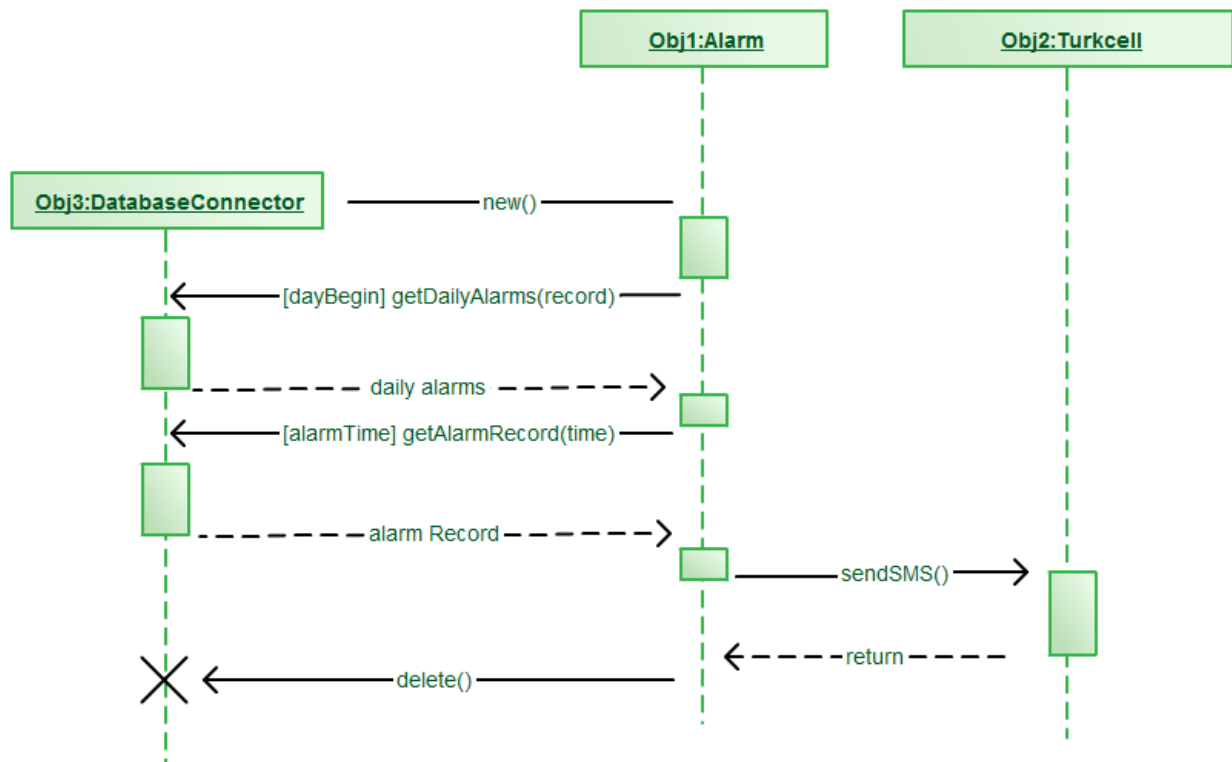 Obj1:Alarm
Obj2:Turkcell
Obj3:DatabaseConnector
new()
[dayBegin] getDailyAlarms(record)
daily alarms
[alarmTime] getAlarmRecord(time)
alarm Record
sendSMS()
return
delete()